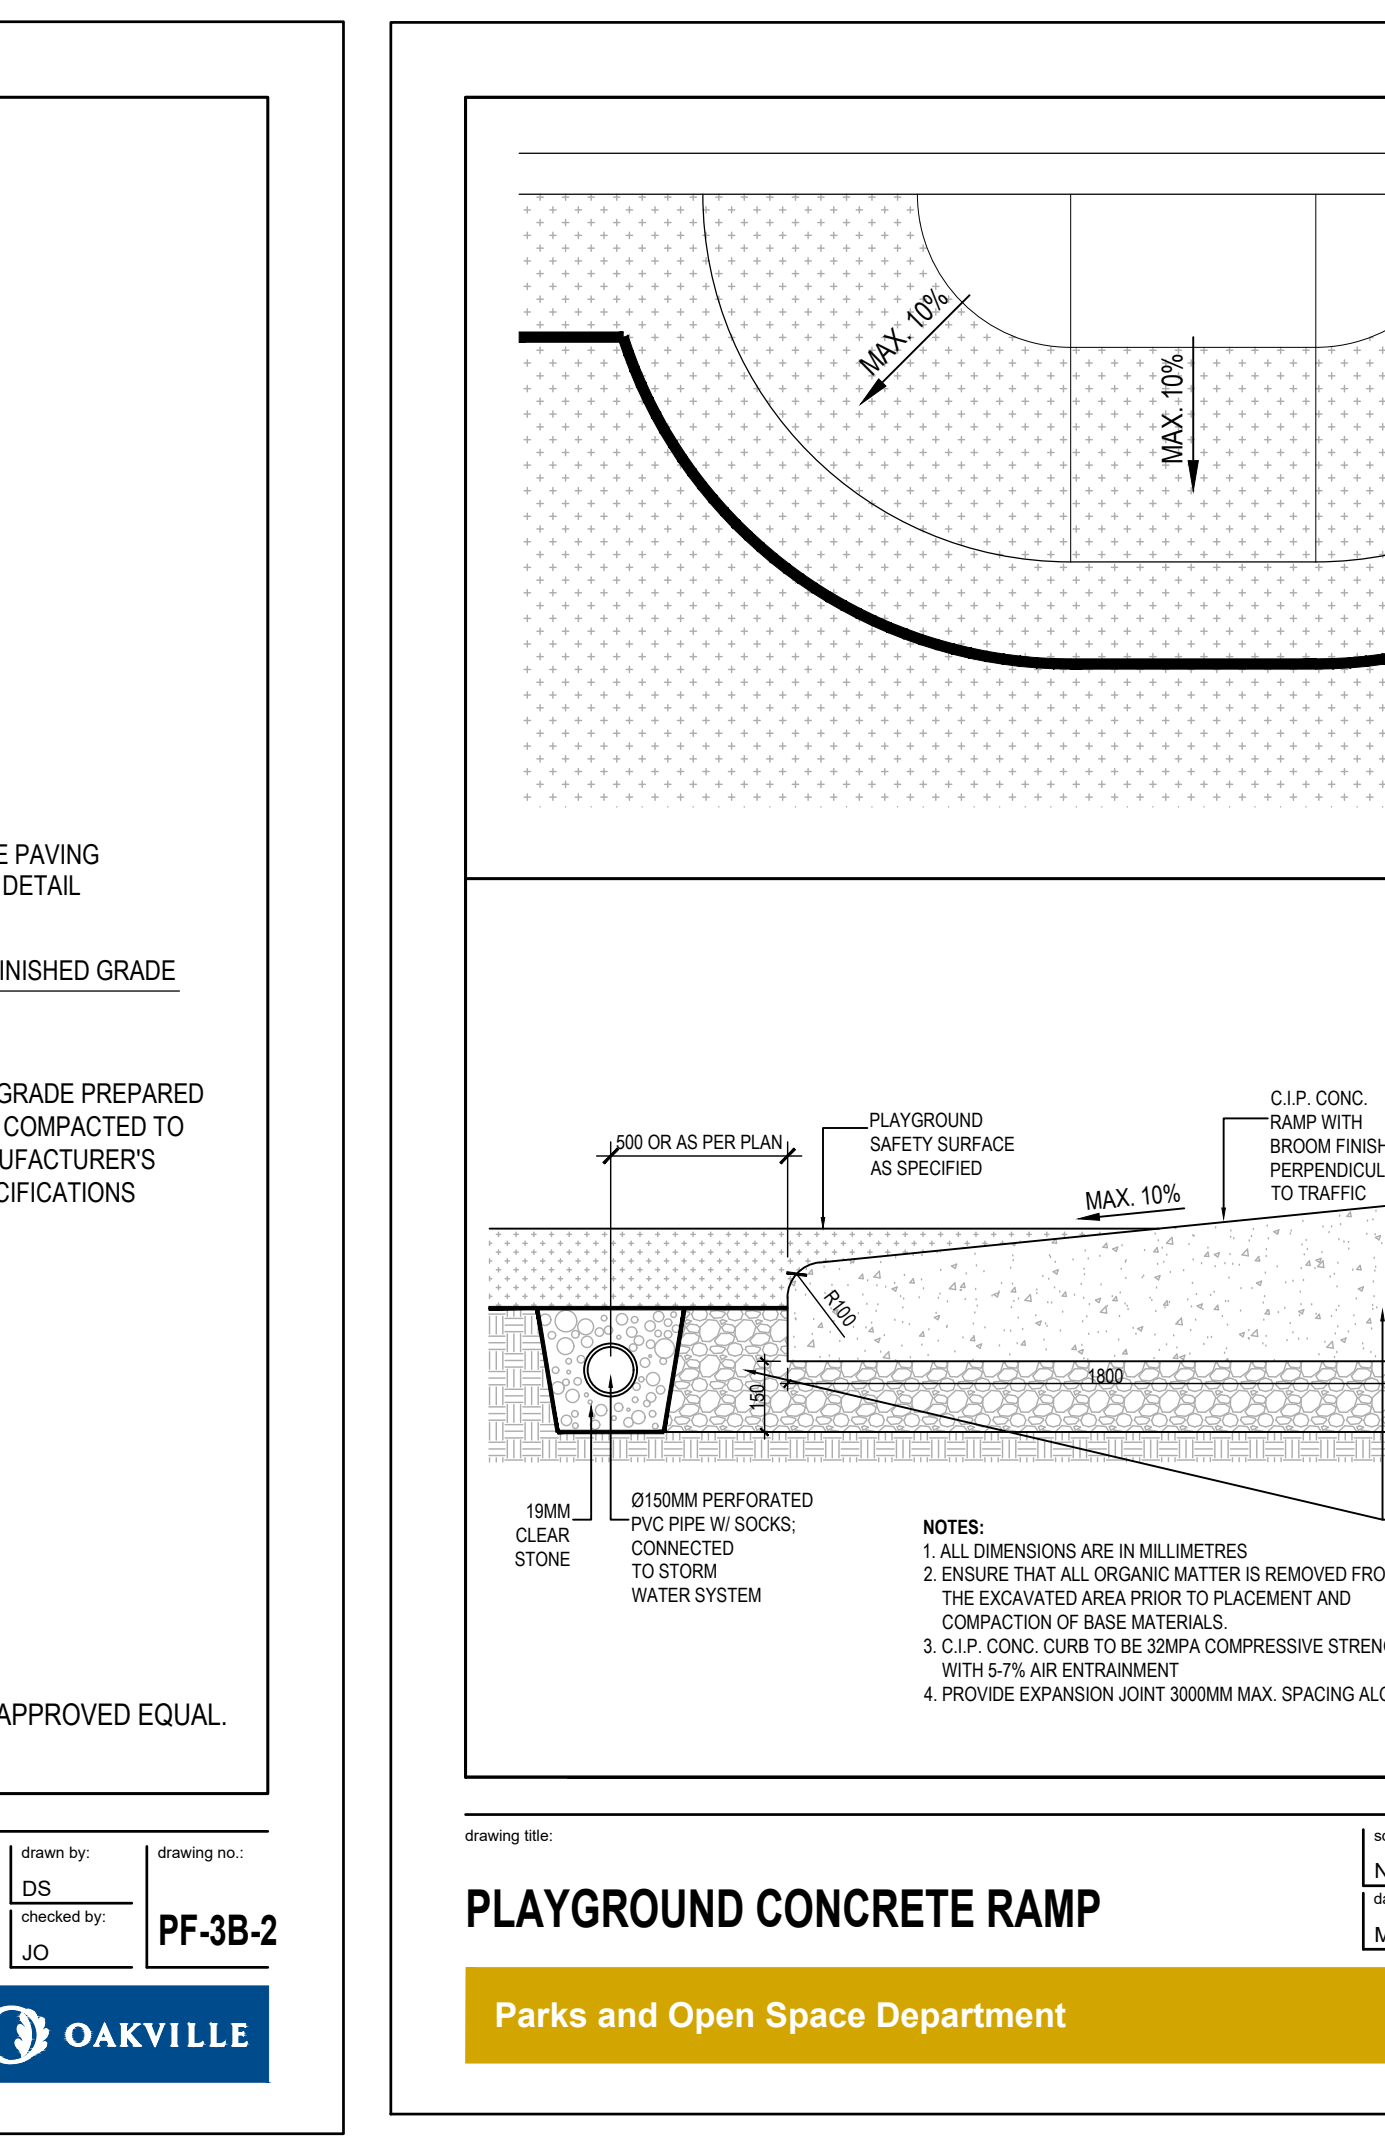 E PAVING
DETAIL
INISHED GRADE
GRADE PREPARED
COMPACTED TO
UFACTURER'S
CIFICATIONS
APPROVED EQUAL.
drawn by:
DS
checked by:
JO
drawing no.:
PF-3B-2
OAKVILLE
MAX. 10%
MAX. 10%
500 OR AS PER PLAN
PLAYGROUND
SAFETY SURFACE
AS SPECIFIED
MAX. 10%
C.I.P. CONC.
RAMP WITH
BROOM FINISH
PERPENDICUL
TO TRAFFIC
R100
150
1800
19MM
CLEAR
STONE
Ø150MM PERFORATED
PVC PIPE W/ SOCKS;
CONNECTED
TO STORM
WATER SYSTEM
NOTES:
1. ALL DIMENSIONS ARE IN MILLIMETRES
2. ENSURE THAT ALL ORGANIC MATTER IS REMOVED FRO
THE EXCAVATED AREA PRIOR TO PLACEMENT AND
COMPACTION OF BASE MATERIALS.
3. C.I.P. CONC. CURB TO BE 32MPA COMPRESSIVE STREN
WITH 5-7% AIR ENTRAINMENT
4. PROVIDE EXPANSION JOINT 3000MM MAX. SPACING ALO
drawing title:
PLAYGROUND CONCRETE RAMP
Parks and Open Space Department